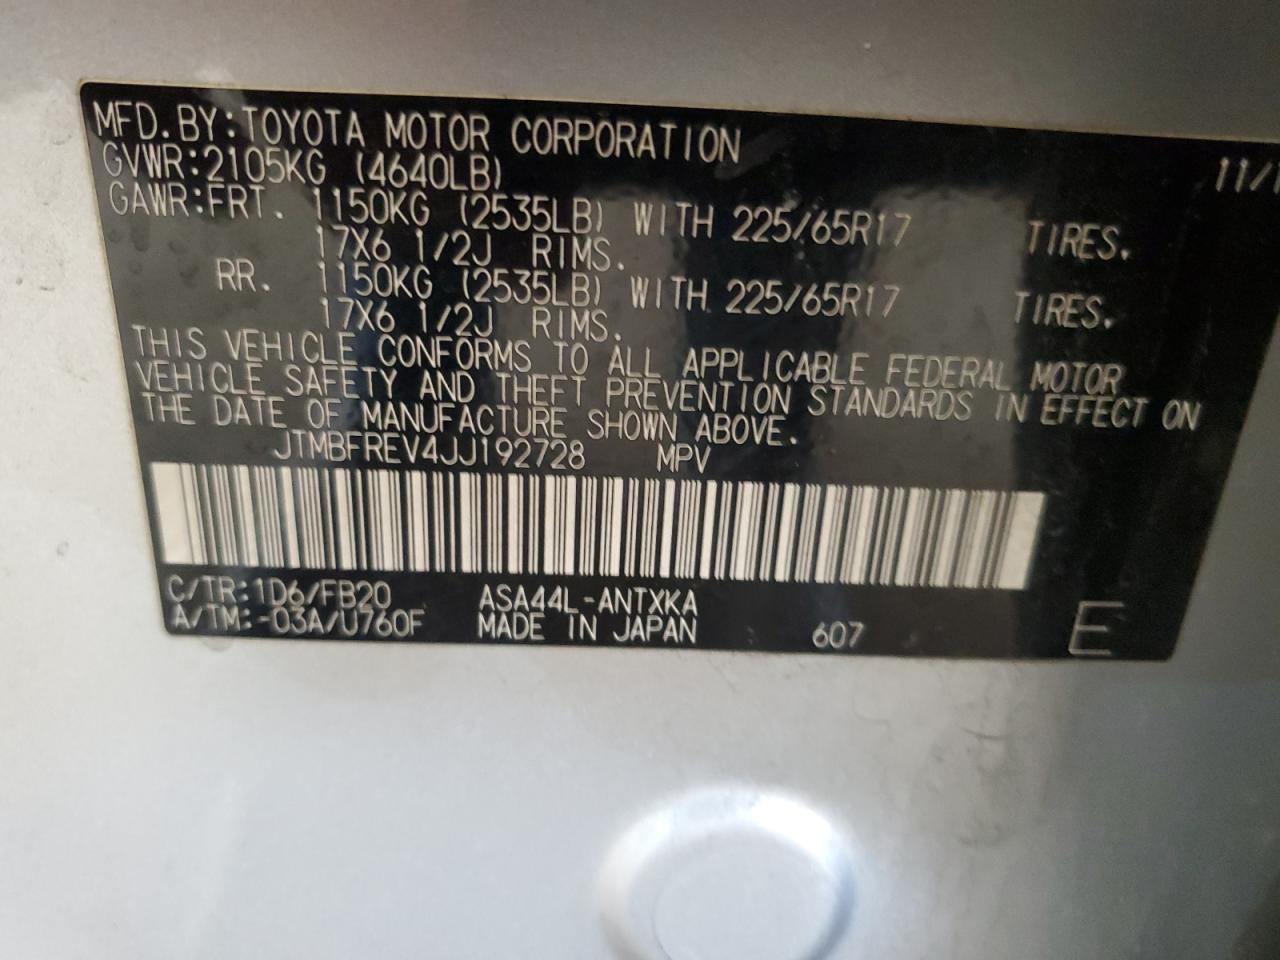 MFD.BY:TOYOTA MOTOR CORPORATION
GVWR:2105KG (4640LB) 11/1
GAWR:FRT. 1150KG (2535LB) WITH 225/65R17 TIRES.
17X6 1/2J RIMS.
RR. 1150KG (2535LB) WITH 225/65R17 TIRES.
17X6 1/2J RIMS.
THIS VEHICLE CONFORMS TO ALL APPLICABLE FEDERAL MOTOR
VEHICLE SAFETY AND THEFT PREVENTION STANDARDS IN EFFECT ON
THE DATE OF MANUFACTURE SHOWN ABOVE.
JTMBFREV4JJ192728 MPV
C/TR:1D6/FB20 ASA44L-ANTXKA
A/TM:-03A/U760F MADE IN JAPAN 607 E